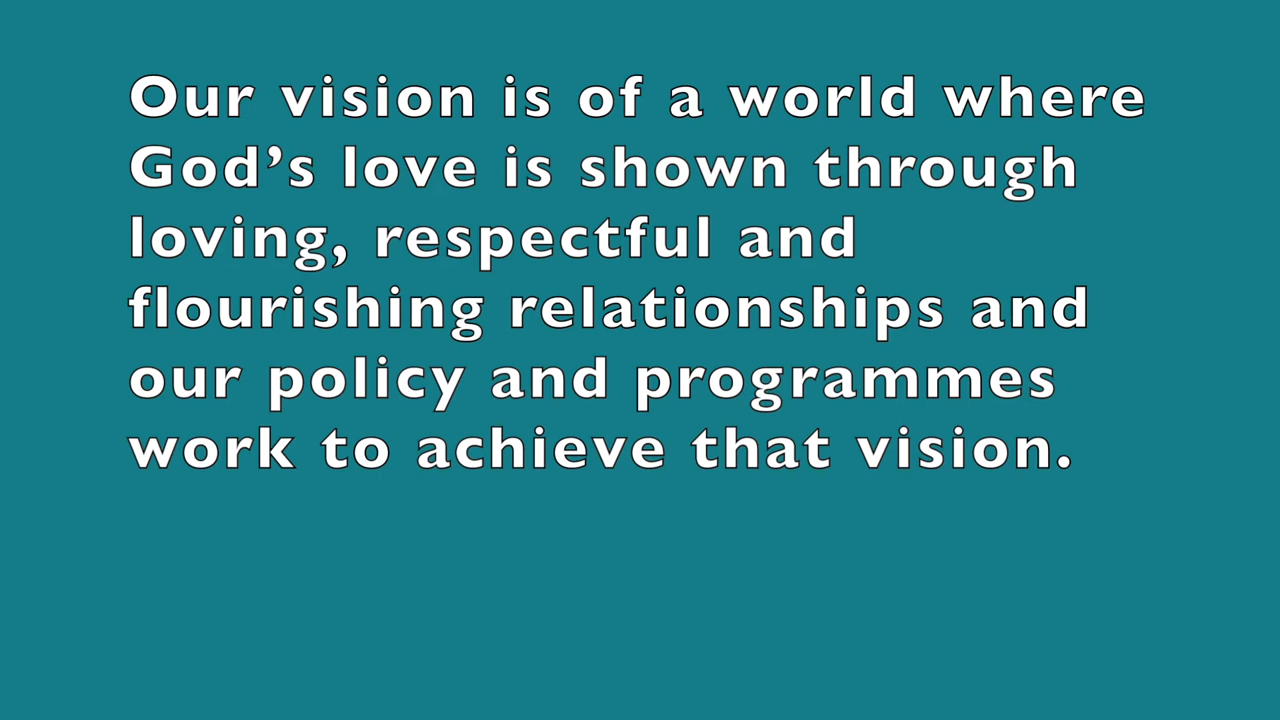 Our vision is of a world where
God’s love is shown through
loving, respectful and
flourishing relationships and
our policy and programmes
work to achieve that vision.